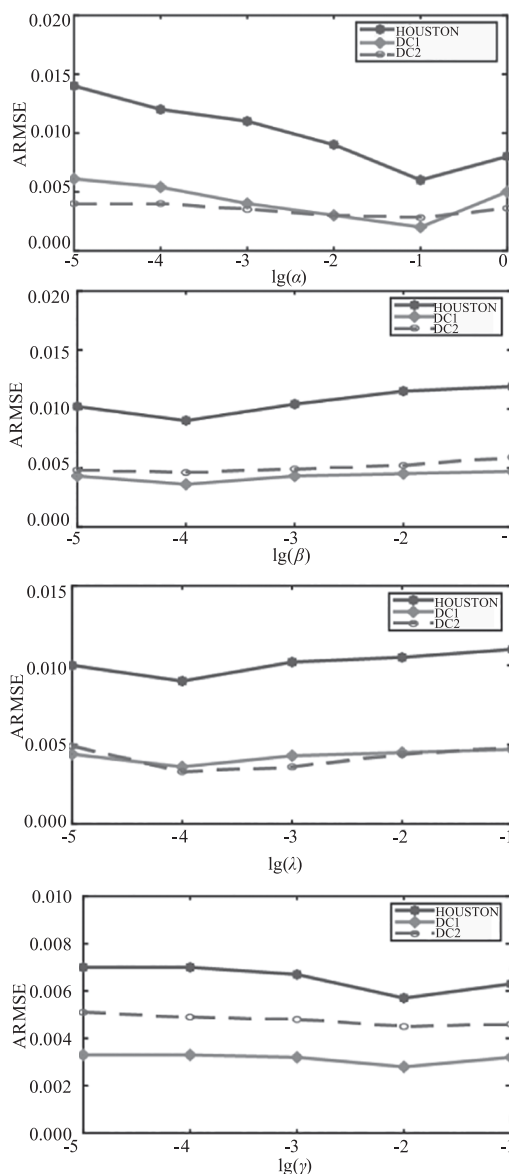 0.020
HOUSTON
DC1
DC2
0.015
ARMSE
0.010
0.005
0.000
-5 -4 -3 -2 -1 0
lg(α)
0.020
HOUSTON
DC1
DC2
0.015
ARMSE
0.010
0.005
0.000
-5 -4 -3 -2 -1
lg(β)
0.015
HOUSTON
DC1
DC2
0.010
ARMSE
0.005
0.000
-5 -4 -3 -2 -1
lg(λ)
0.010
HOUSTON
DC1
DC2
0.008
0.006
ARMSE
0.004
0.002
0.000
-5 -4 -3 -2 -1
lg(γ)